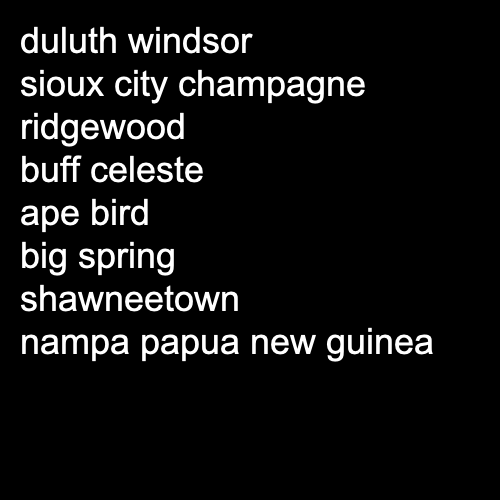 duluth windsor
sioux city champagne
ridgewood
buff celeste
ape bird
big spring
shawneetown
nampa papua new guinea